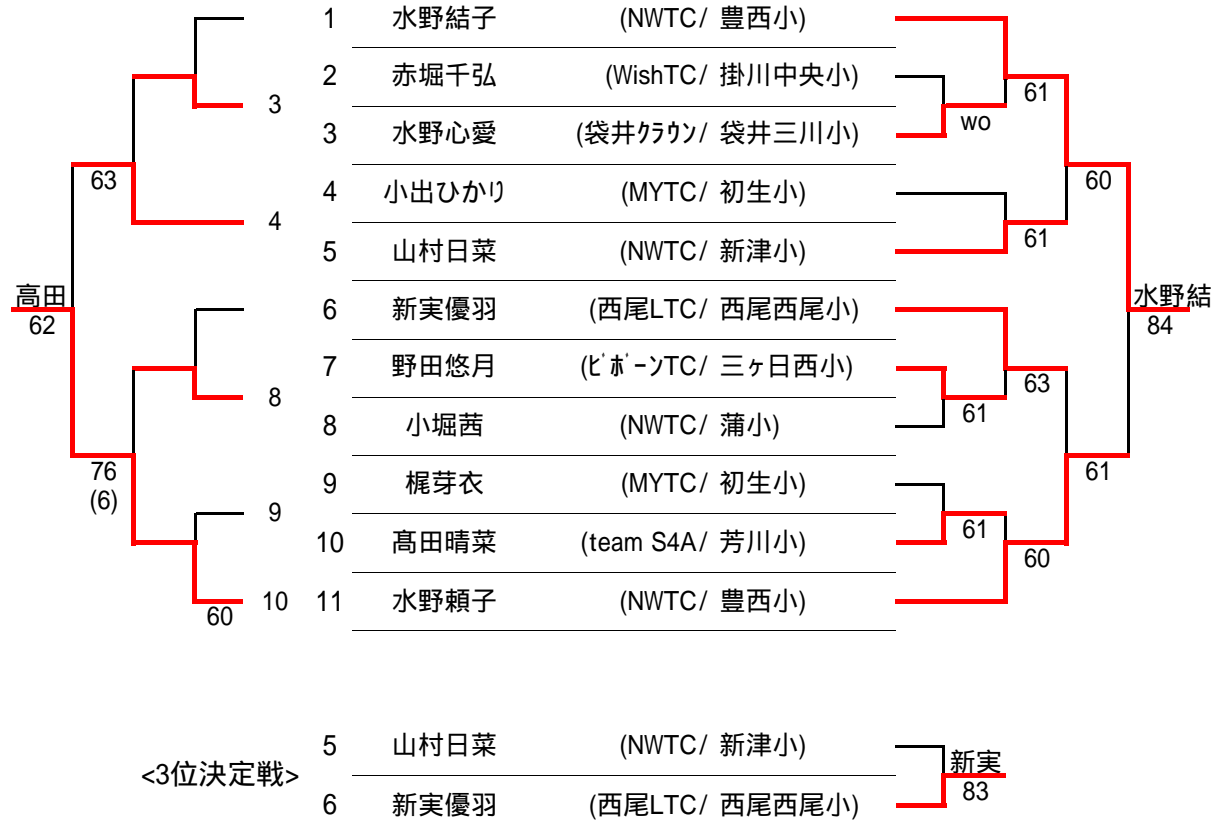 1 水野結子 (NWTC/ 豊西小)
2 赤堀千弘 (WishTC/ 掛川中央小) 61
3 wo
3 水野心愛 (袋井ｸﾗｳﾝ/ 袋井三川小)
63 4 小出ひかり (MYTC/ 初生小) 60
4 61
5 山村日菜 (NWTC/ 新津小)
高田 6 新実優羽 (西尾LTC/ 西尾西尾小) 水野結
62 84
7 野田悠月 (ﾋﾟﾎﾞｰﾝTC/ 三ヶ日西小) 63
8 61
8 小堀茜 (NWTC/ 蒲小)
76 61
(6) 9 梶芽衣 (MYTC/ 初生小)
9 61
10 髙田晴菜 (team S4A/ 芳川小) 60
60 10 11 水野頼子 (NWTC/ 豊西小)
<3位決定戦> 5 山村日菜 (NWTC/ 新津小) 新実
6 新実優羽 (西尾LTC/ 西尾西尾小) 83